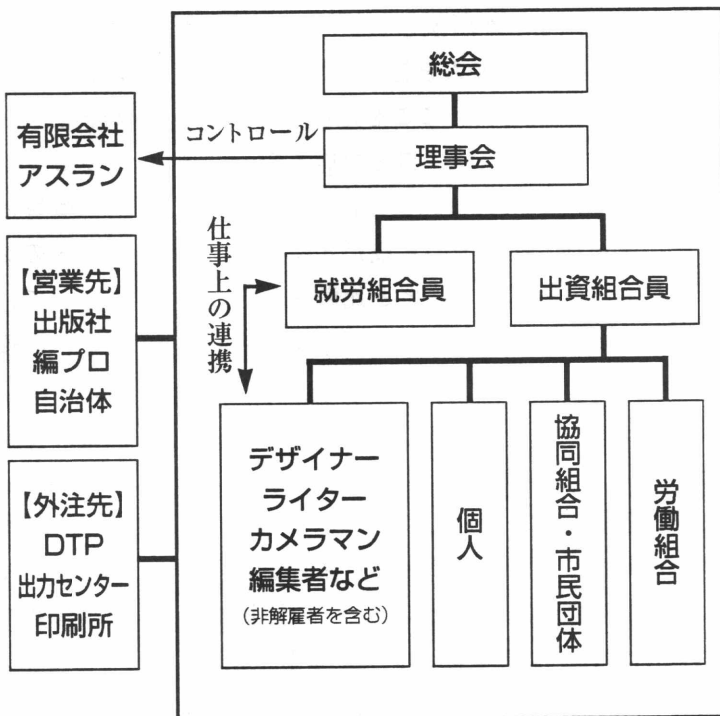 総会
理事会
コントロール
有限会社
アスラン
仕事上の連携
就労組合員
出資組合員
【営業先】
出版社
編プロ
自治体
【外注先】
DTP
出力センター
印刷所
デザイナー
ライター
カメラマン
編集者など
(非解雇者を含む)
個人
協同組合・市民団体
労働組合